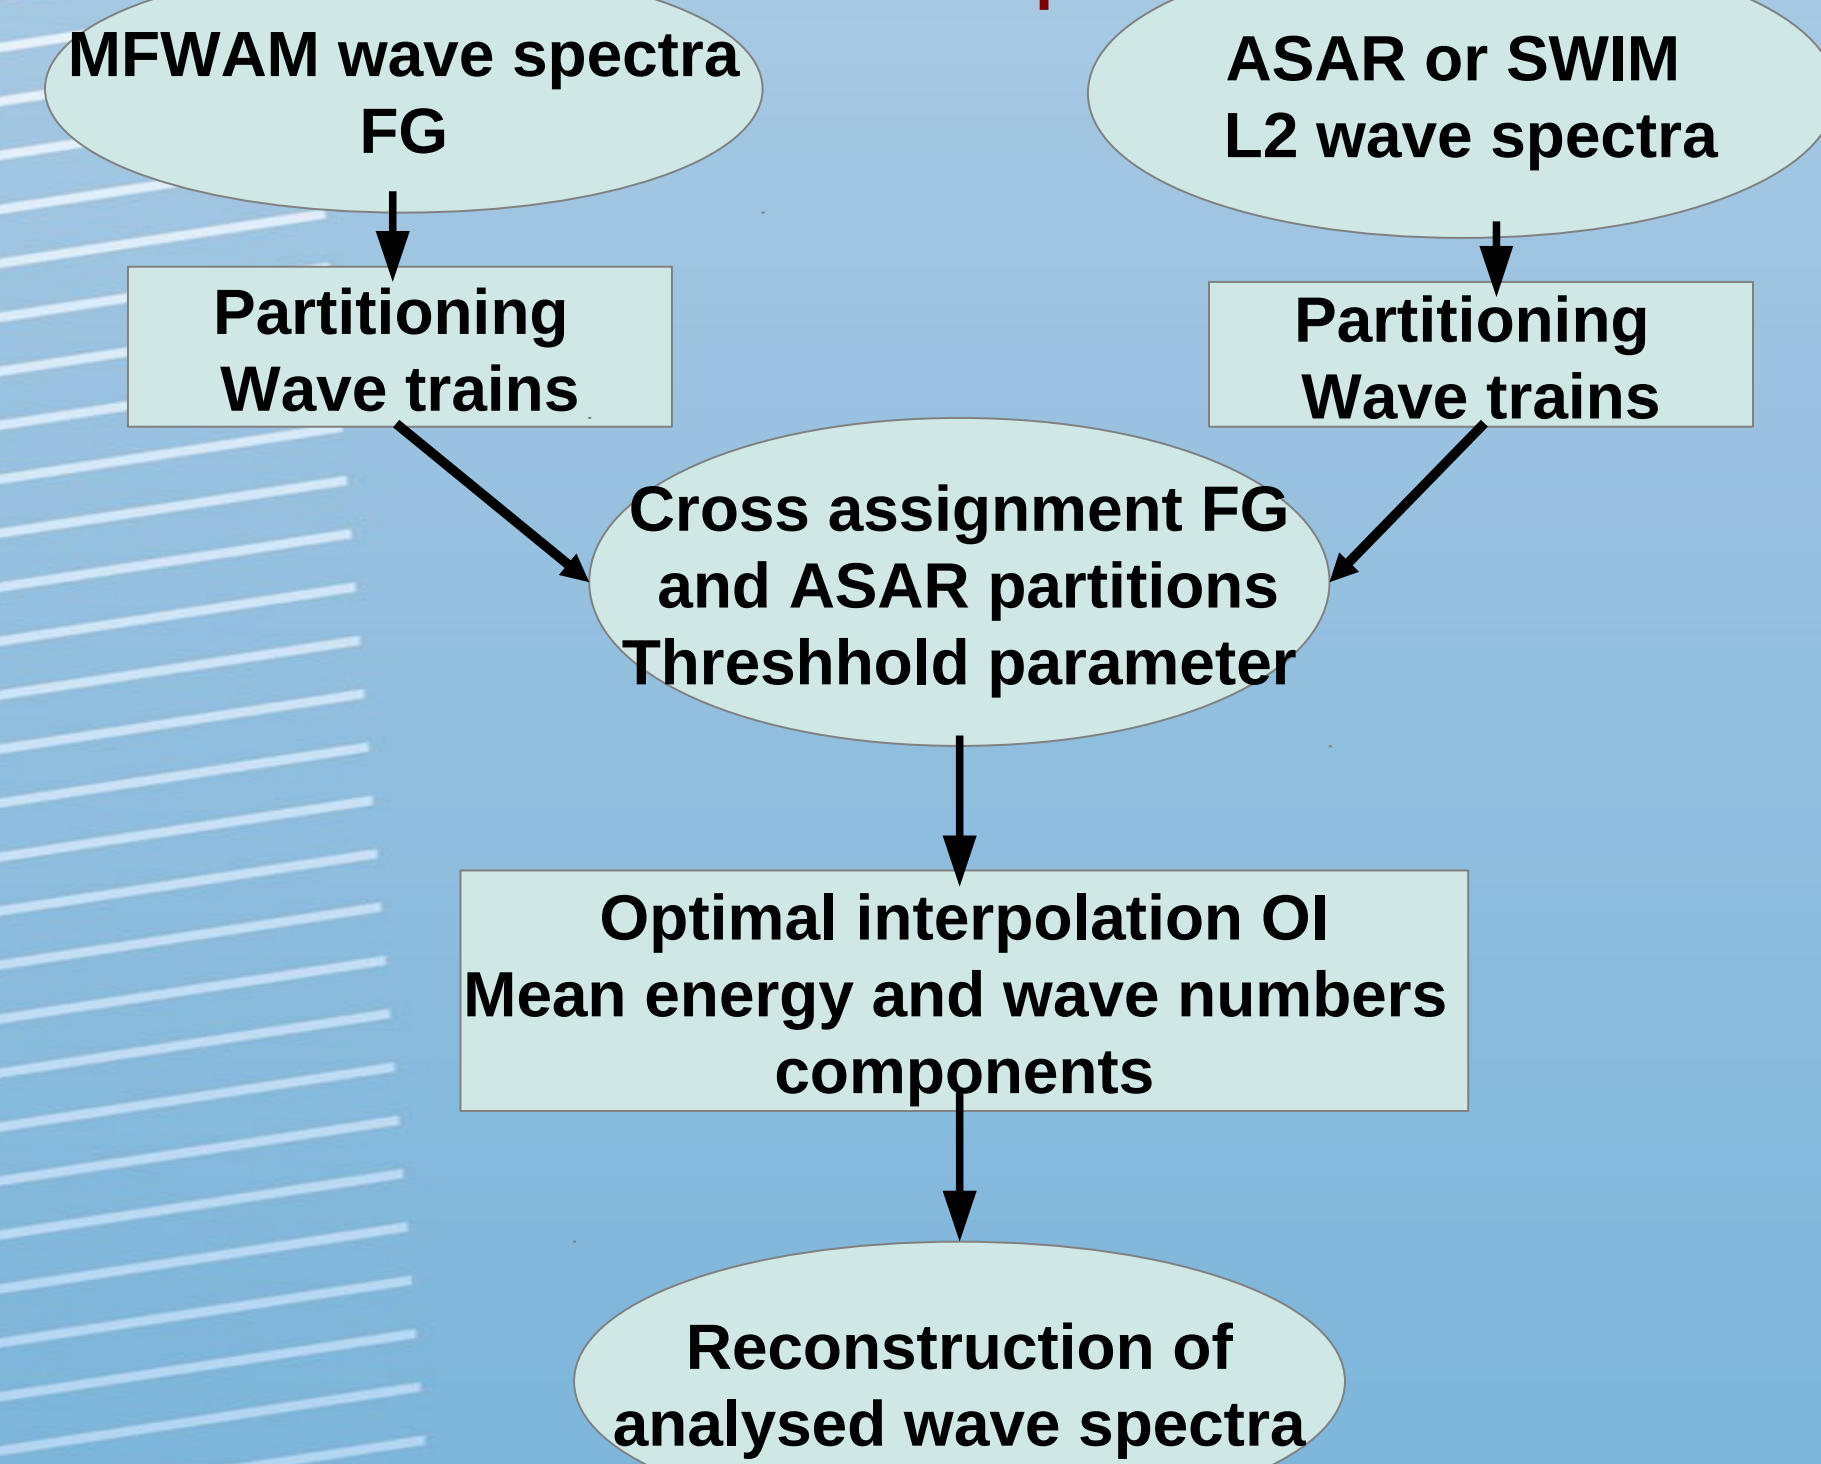 MFWAM wave spectra
FG
ASAR or SWIM
L2 wave spectra
Partitioning
Wave trains
Partitioning
Wave trains
Cross assignment FG
and ASAR partitions
Threshhold parameter
Optimal interpolation OI
Mean energy and wave numbers
components
Reconstruction of
analysed wave spectra